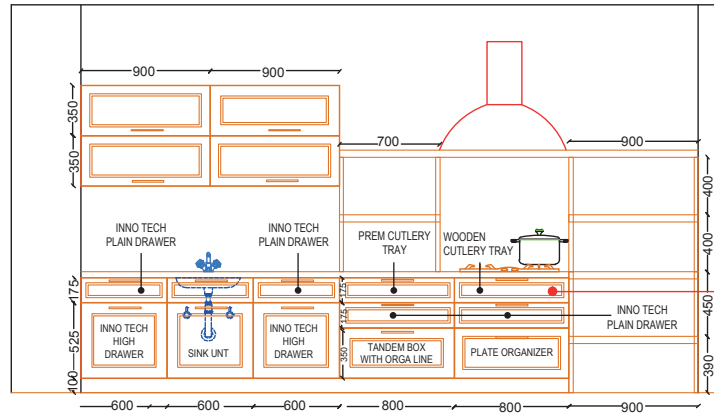 900
900
350
350
700
900
400
400
INNO TECH
PLAIN DRAWER
INNO TECH
PLAIN DRAWER
PREM CUTLERY
TRAY
WOODEN
CUTLERY TRAY
175
175
175
450
INNO TECH
PLAIN DRAWER
525
INNO TECH
HIGH
DRAWER
SINK UNT
INNO TECH
HIGH
DRAWER
350
TANDEM BOX
WITH ORGA LINE
PLATE ORGANIZER
390
100
600
600
600
800
800
900